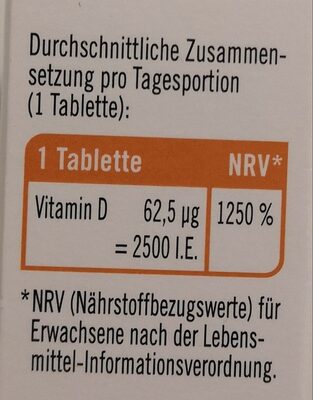 Durchschnittliche Zusammen-
setzung pro Tagesportion
(1 Tablette):
1 Tablette NRV*
Vitamin D 62,5 µg 1250 %
= 2500 I.E.
*NRV (Nährstoffbezugswerte) für
Erwachsene nach der Lebens-
mittel-Informationsverordnung.